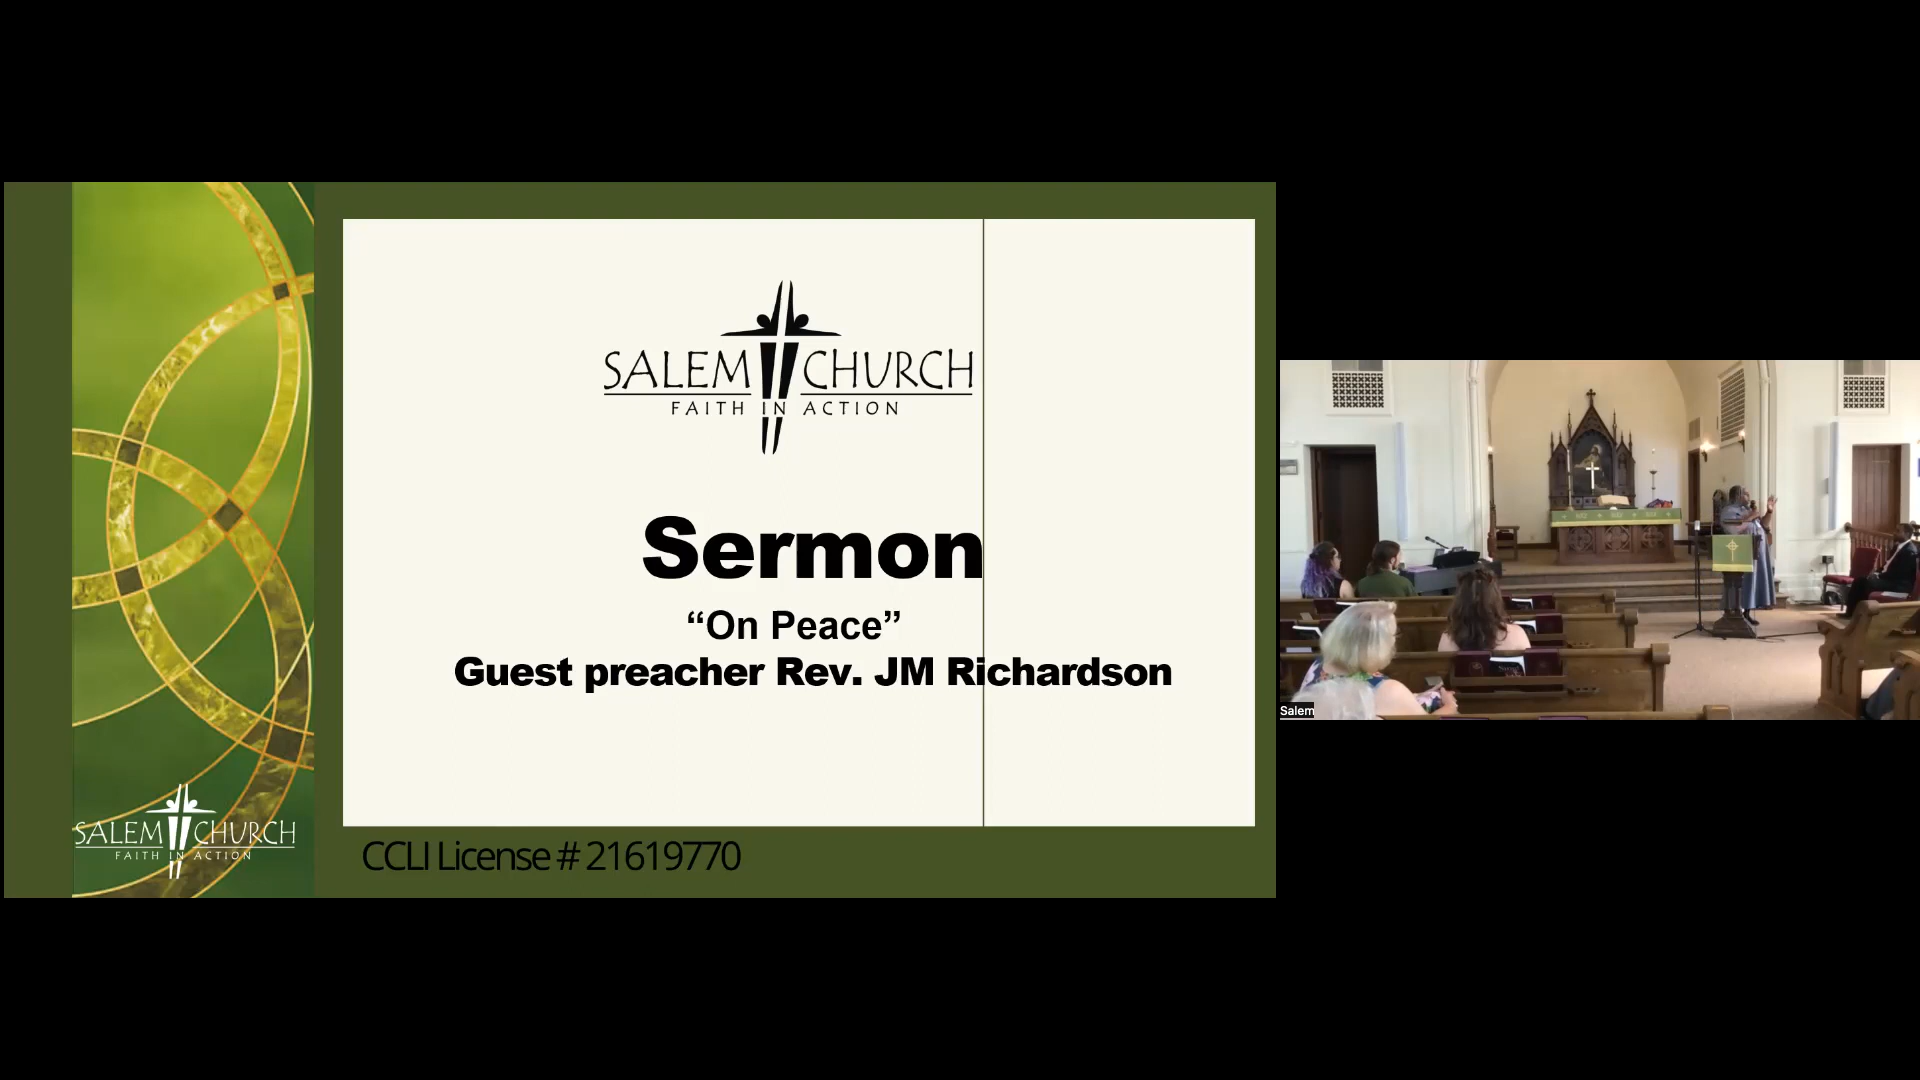 SALEM CHURCH
FAITH IN ACTION
Sermon
“On Peace”
Guest preacher Rev. JM Richardson
SALEM CHURCH
FAITH IN ACTION
CCLI License # 21619770
Salem